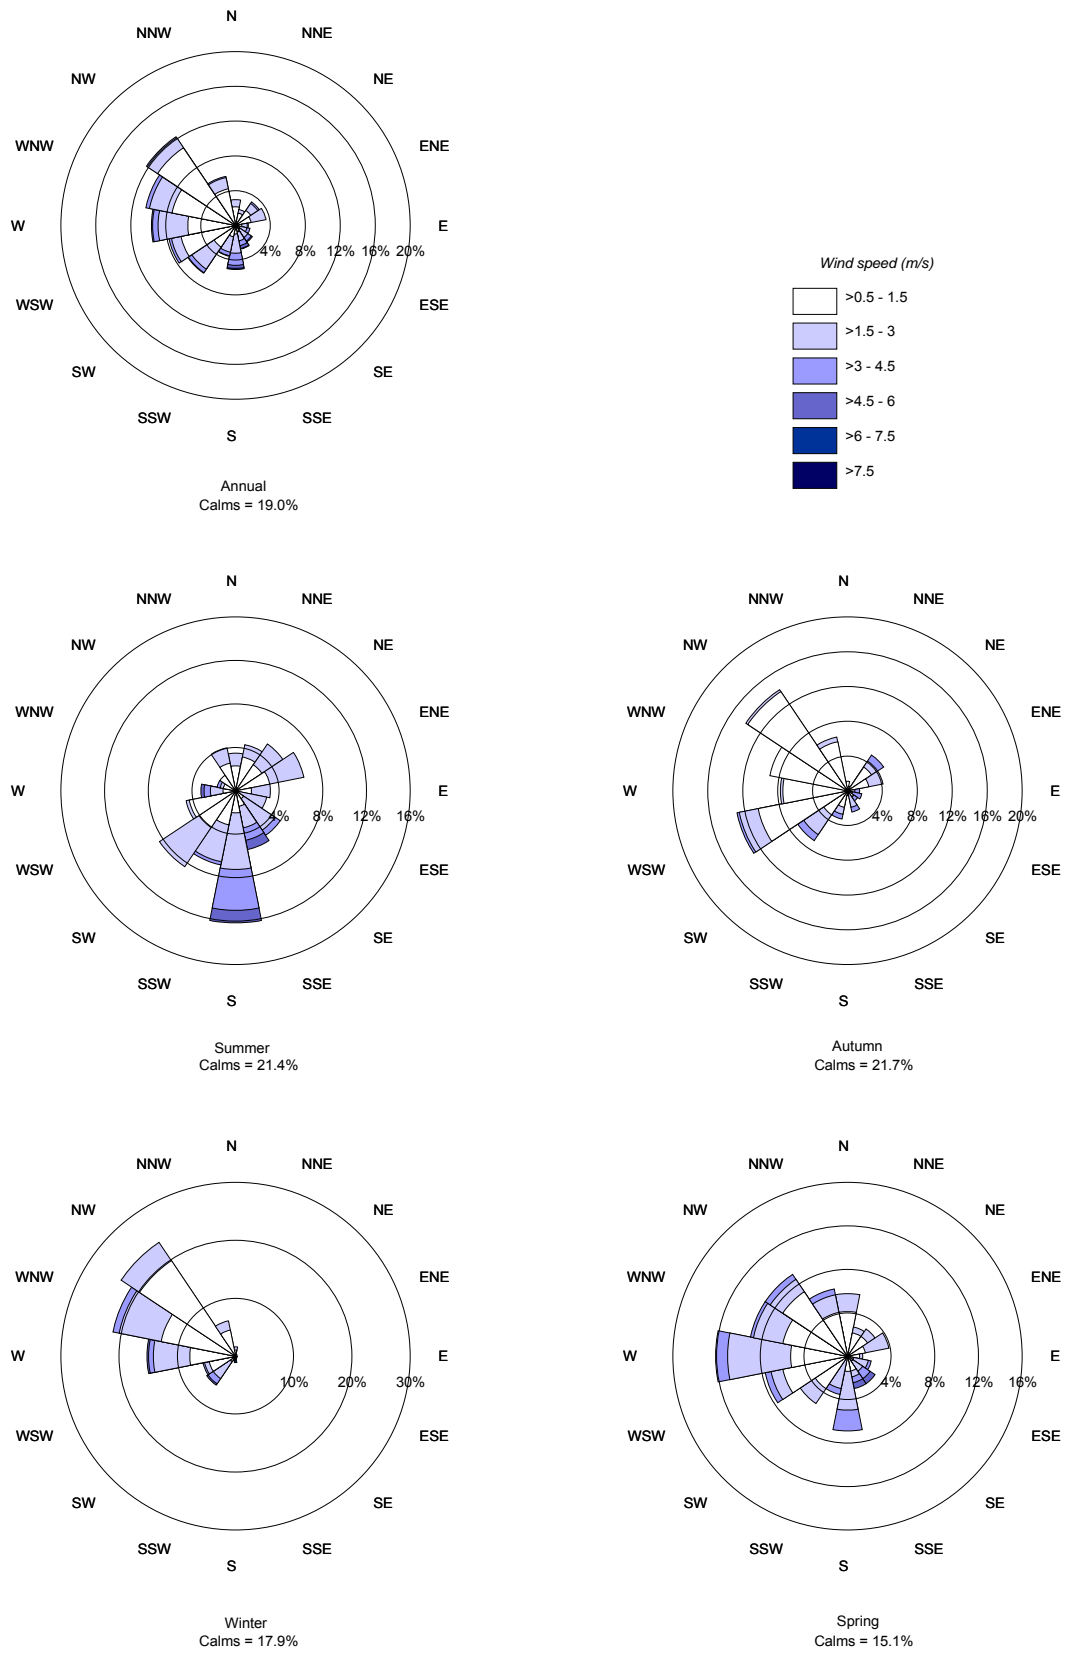 N
NNW NNE
NW NE
WNW ENE
W E
4% 8% 12% 16% 20%
WSW ESE
SW SE
SSW SSE
S
Annual
Calms = 19.0%
Wind speed (m/s)
>0.5 - 1.5
>1.5 - 3
>3 - 4.5
>4.5 - 6
>6 - 7.5
>7.5
N
NNW NNE
NW NE
WNW ENE
W E
4% 8% 12% 16%
WSW ESE
SW SE
SSW SSE
S
Summer
Calms = 21.4%
N
NNW NNE
NW NE
WNW ENE
W E
4% 8% 12% 16% 20%
WSW ESE
SW SE
SSW SSE
S
Autumn
Calms = 21.7%
N
NNW NNE
NW NE
WNW ENE
W E
10% 20% 30%
WSW ESE
SW SE
SSW SSE
S
Winter
Calms = 17.9%
N
NNW NNE
NW NE
WNW ENE
W E
4% 8% 12% 16%
WSW ESE
SW SE
SSW SSE
S
Spring
Calms = 15.1%